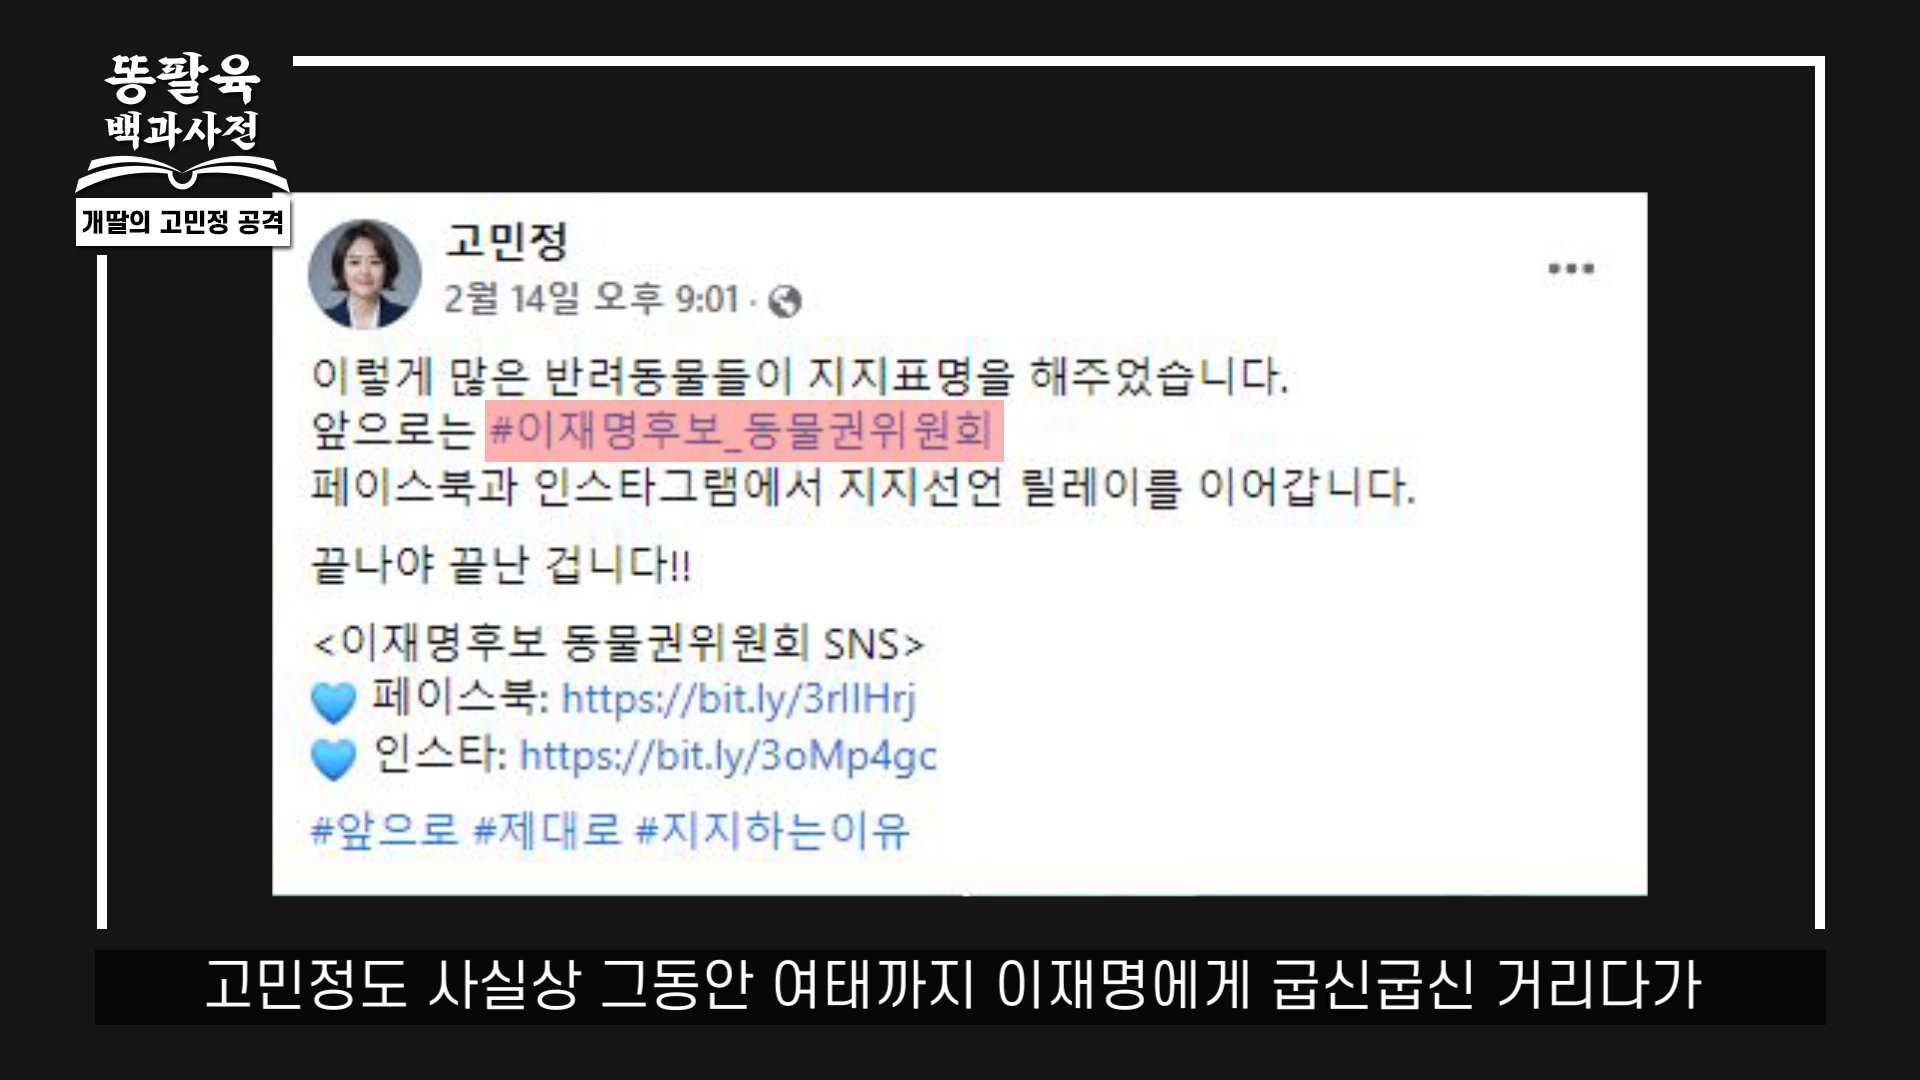 똥팔육
백과사전
개딸의 고민정 공격
고민정
2월 14일 오후 9:01 ·
이렇게 많은 반려동물들이 지지표명을 해주었습니다.
앞으로는 #이재명후보_동물권위원회
페이스북과 인스타그램에서 지지선언 릴레이를 이어갑니다.
끝나야 끝난 겁니다!!
<이재명후보 동물권위원회 SNS>
페이스북: https://bit.ly/3rIIHrj
인스타: https://bit.ly/3oMp4gc
#앞으로 #제대로 #지지하는이유
고민정도 사실상 그동안 여태까지 이재명에게 굽신굽신 거리다가